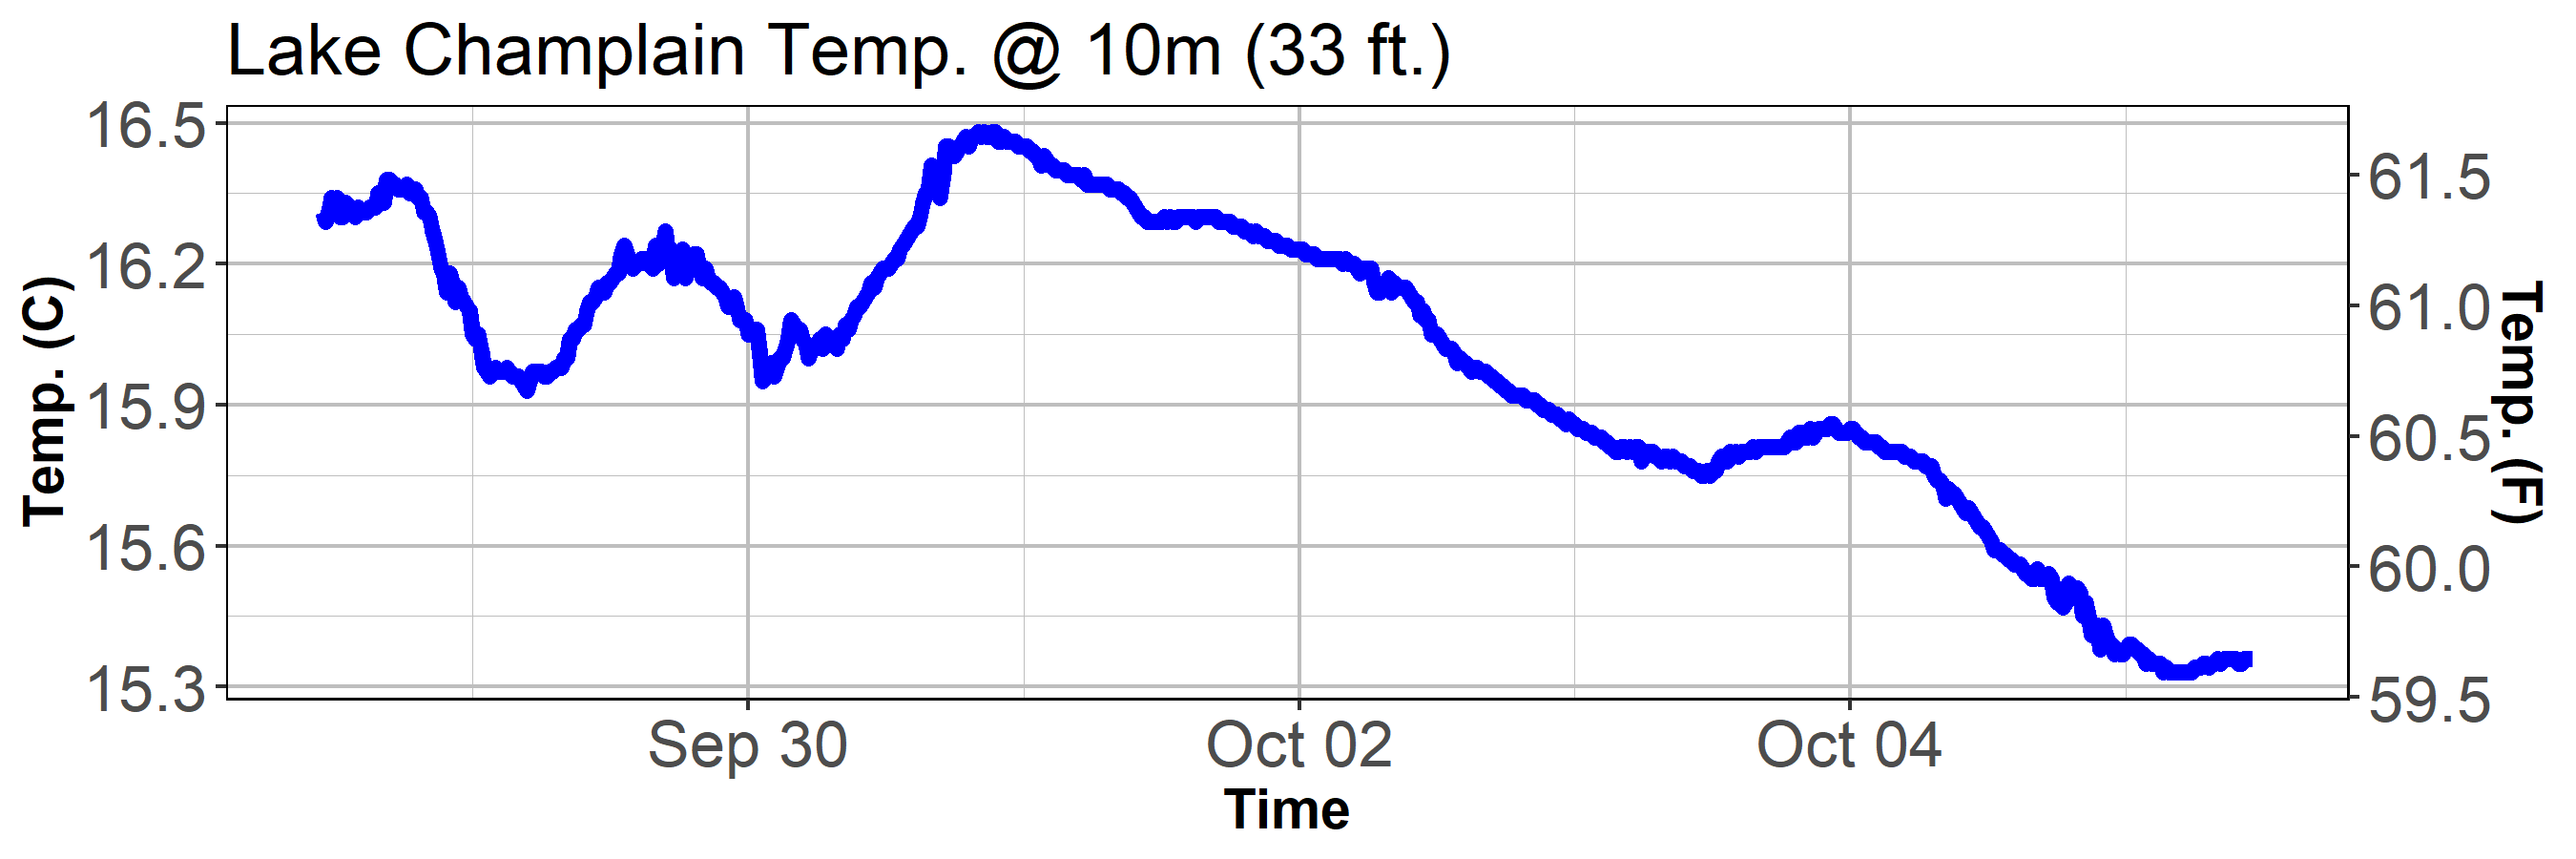 Lake Champlain Temp. @ 10m (33 ft.)
16.5
16.2
15.9
15.6
15.3
Temp. (C)
61.5
61.0
60.5
60.0
59.5
Temp. (F)
Sep 30
Oct 02
Oct 04
Time